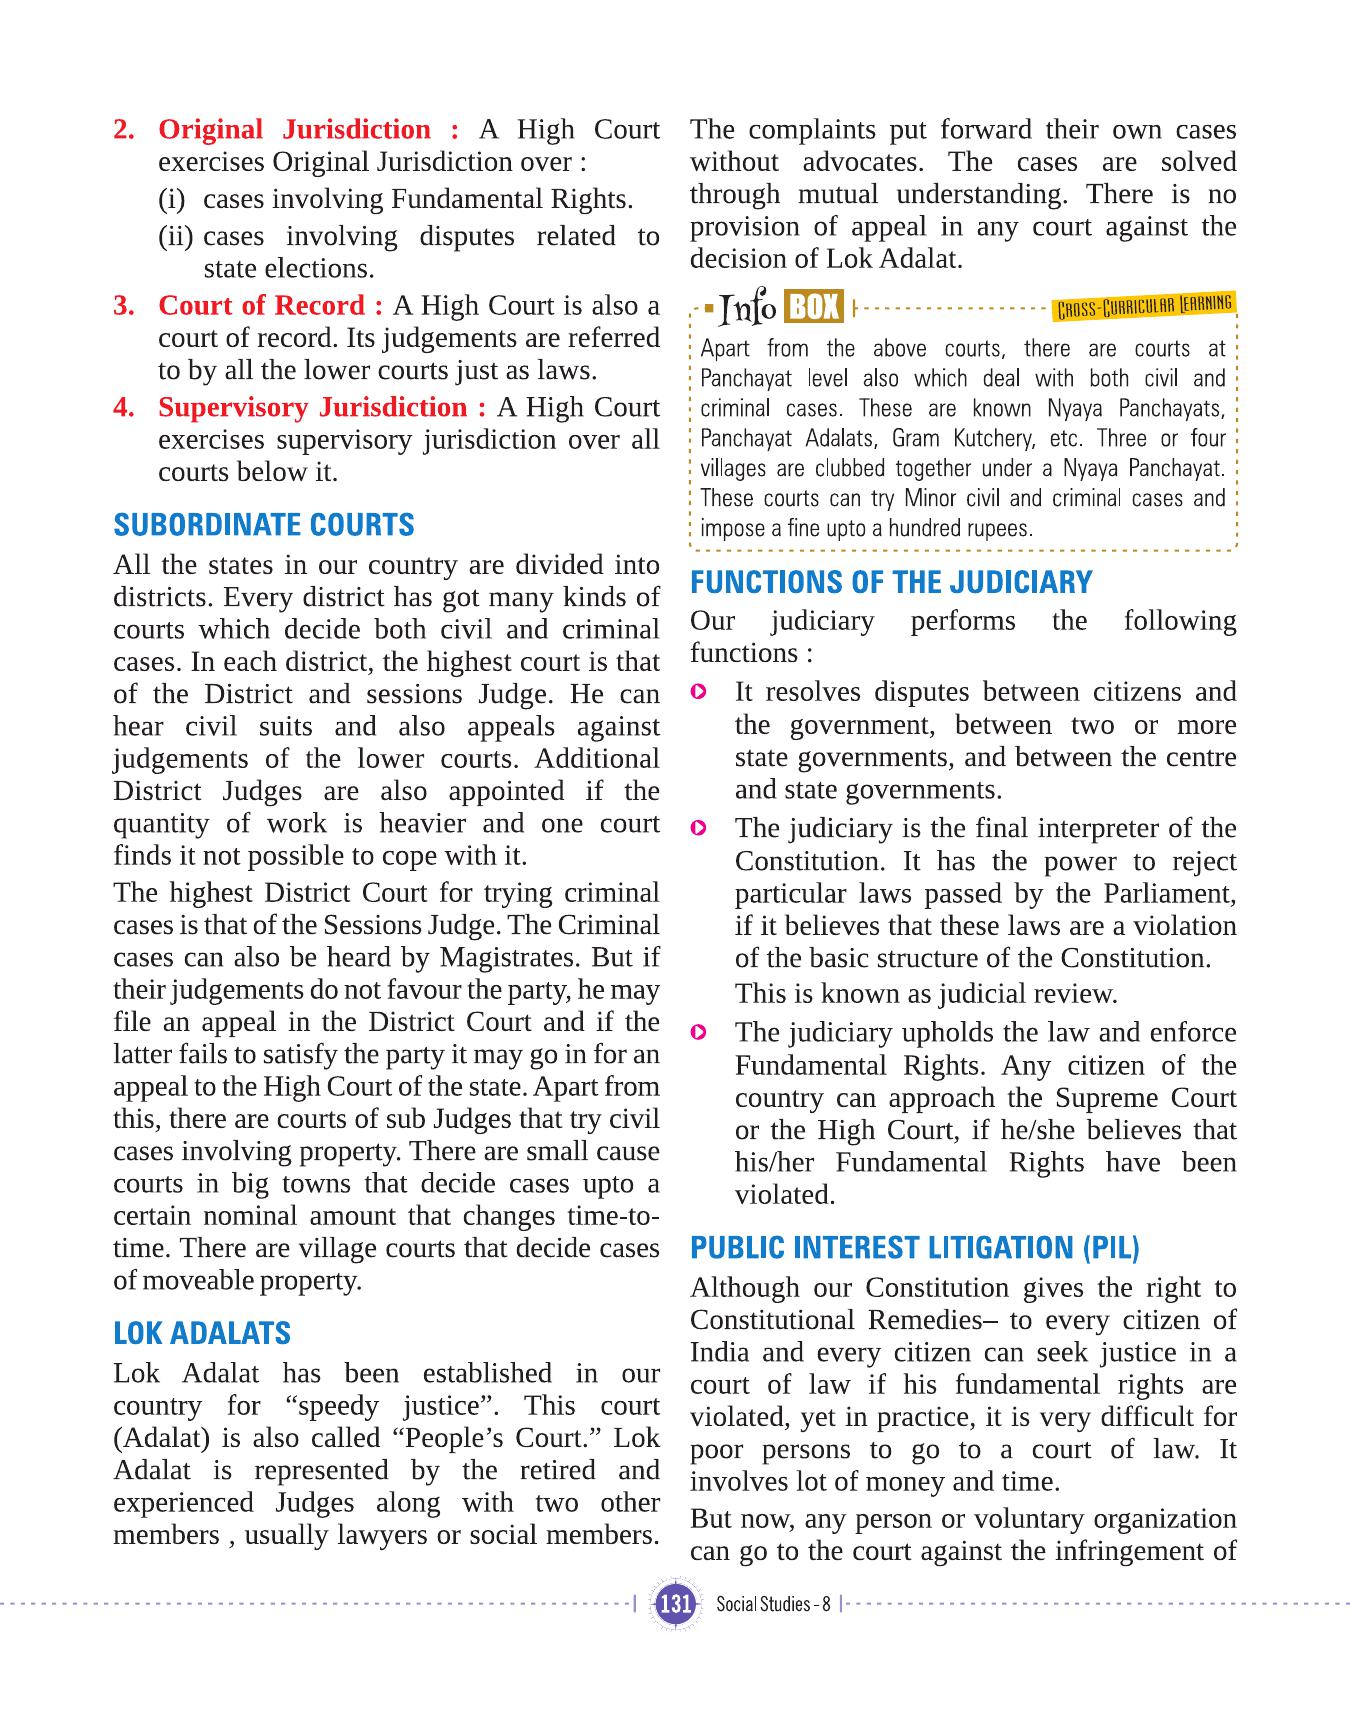 2. Original Jurisdiction : A High Court
exercises Original Jurisdiction over :
(i) cases involving Fundamental Rights.
(ii) cases involving disputes related to
state elections.
3. Court of Record : A High Court is also a
court of record. Its judgements are referred
to by all the lower courts just as laws.
4. Supervisory Jurisdiction : A High Court
exercises supervisory jurisdiction over all
courts below it.
SUBORDINATE COURTS
All the states in our country are divided into
districts. Every district has got many kinds of
courts which decide both civil and criminal
cases. In each district, the highest court is that
of the District and sessions Judge. He can
hear civil suits and also appeals against
judgements of the lower courts. Additional
District Judges are also appointed if the
quantity of work is heavier and one court
finds it not possible to cope with it.
The highest District Court for trying criminal
cases is that of the Sessions Judge. The Criminal
cases can also be heard by Magistrates. But if
their judgements do not favour the party, he may
file an appeal in the District Court and if the
latter fails to satisfy the party it may go in for an
appeal to the High Court of the state. Apart from
this, there are courts of sub Judges that try civil
cases involving property. There are small cause
courts in big towns that decide cases upto a
certain nominal amount that changes time-to-
time. There are village courts that decide cases
of moveable property.
LOK ADALATS
Lok Adalat has been established in our
country for “speedy justice”. This court
(Adalat) is also called “People’s Court.” Lok
Adalat is represented by the retired and
experienced Judges along with two other
members , usually lawyers or social members.
The complaints put forward their own cases
without advocates. The cases are solved
through mutual understanding. There is no
provision of appeal in any court against the
decision of Lok Adalat.
Info BOX CROSS-CURRICULAR LEARNING
Apart from the above courts, there are courts at
Panchayat level also which deal with both civil and
criminal cases. These are known Nyaya Panchayats,
Panchayat Adalats, Gram Kutchery, etc. Three or four
villages are clubbed together under a Nyaya Panchayat.
These courts can try Minor civil and criminal cases and
impose a fine upto a hundred rupees.
FUNCTIONS OF THE JUDICIARY
Our judiciary performs the following
functions :
It resolves disputes between citizens and
the government, between two or more
state governments, and between the centre
and state governments.
The judiciary is the final interpreter of the
Constitution. It has the power to reject
particular laws passed by the Parliament,
if it believes that these laws are a violation
of the basic structure of the Constitution.
This is known as judicial review.
The judiciary upholds the law and enforce
Fundamental Rights. Any citizen of the
country can approach the Supreme Court
or the High Court, if he/she believes that
his/her Fundamental Rights have been
violated.
PUBLIC INTEREST LITIGATION (PIL)
Although our Constitution gives the right to
Constitutional Remedies– to every citizen of
India and every citizen can seek justice in a
court of law if his fundamental rights are
violated, yet in practice, it is very difficult for
poor persons to go to a court of law. It
involves lot of money and time.
But now, any person or voluntary organization
can go to the court against the infringement of
131 Social Studies - 8